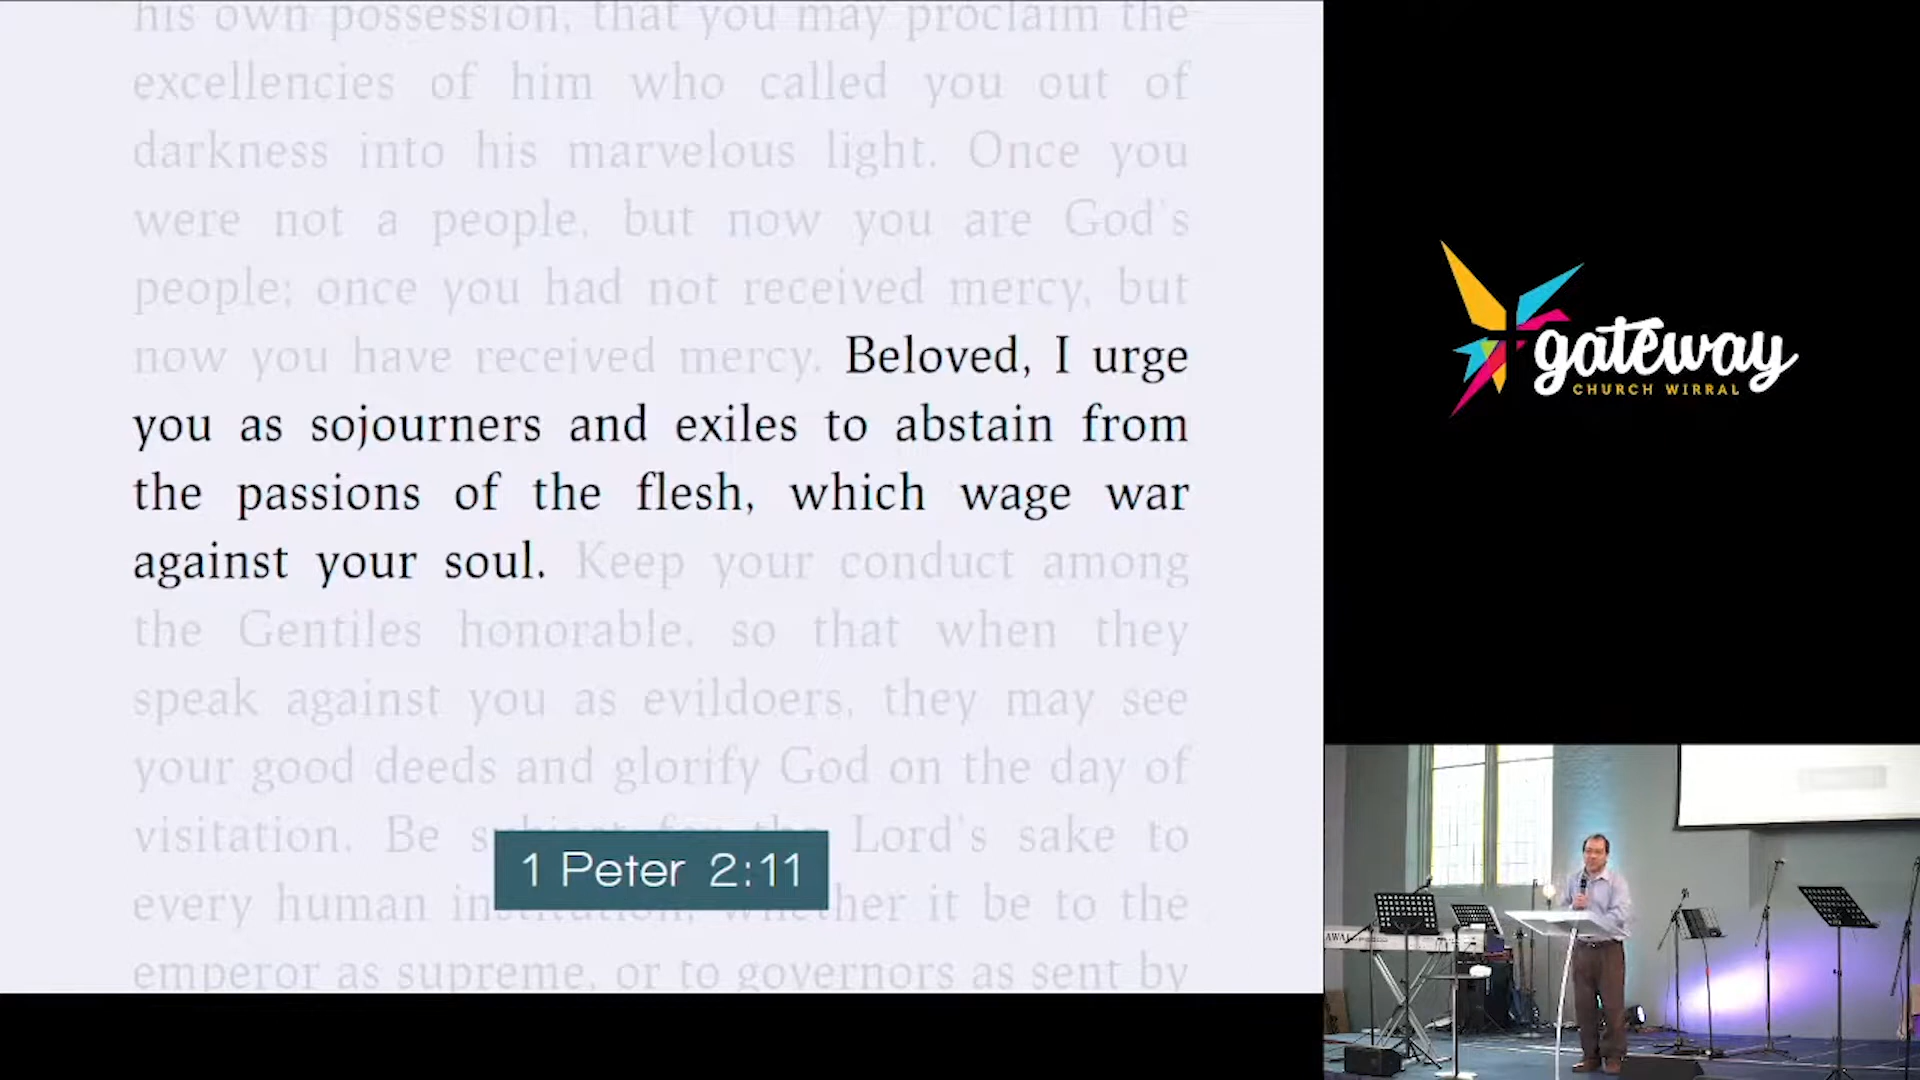 his own possession, that you may proclaim the
excellencies of him who called you out of
darkness into his marvelous light. Once you
were not a people, but now you are God's
people; once you had not received mercy, but
now you have received mercy. Beloved, I urge
you as sojourners and exiles to abstain from
the passions of the flesh, which wage war
against your soul. Keep your conduct among
the Gentiles honorable, so that when they
speak against you as evildoers, they may see
your good deeds and glorify God on the day of
visitation. Be subject for the Lord's sake to
1 Peter 2:11
every human institution, whether it be to the
emperor as supreme, or to governors as sent by
gateway
CHURCH WIRRAL